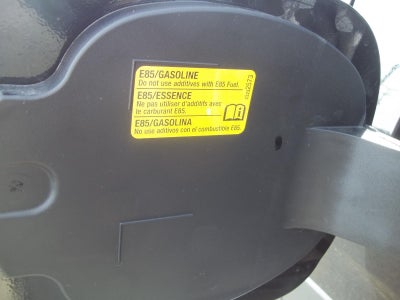 E85/GASOLINE
Do not use additives with E85 Fuel.
E85/ESSENCE
Ne pas utiliser d'additifs avec
le carburant E85.
E85/GASOLINA
No use aditivos con el combustible E85.